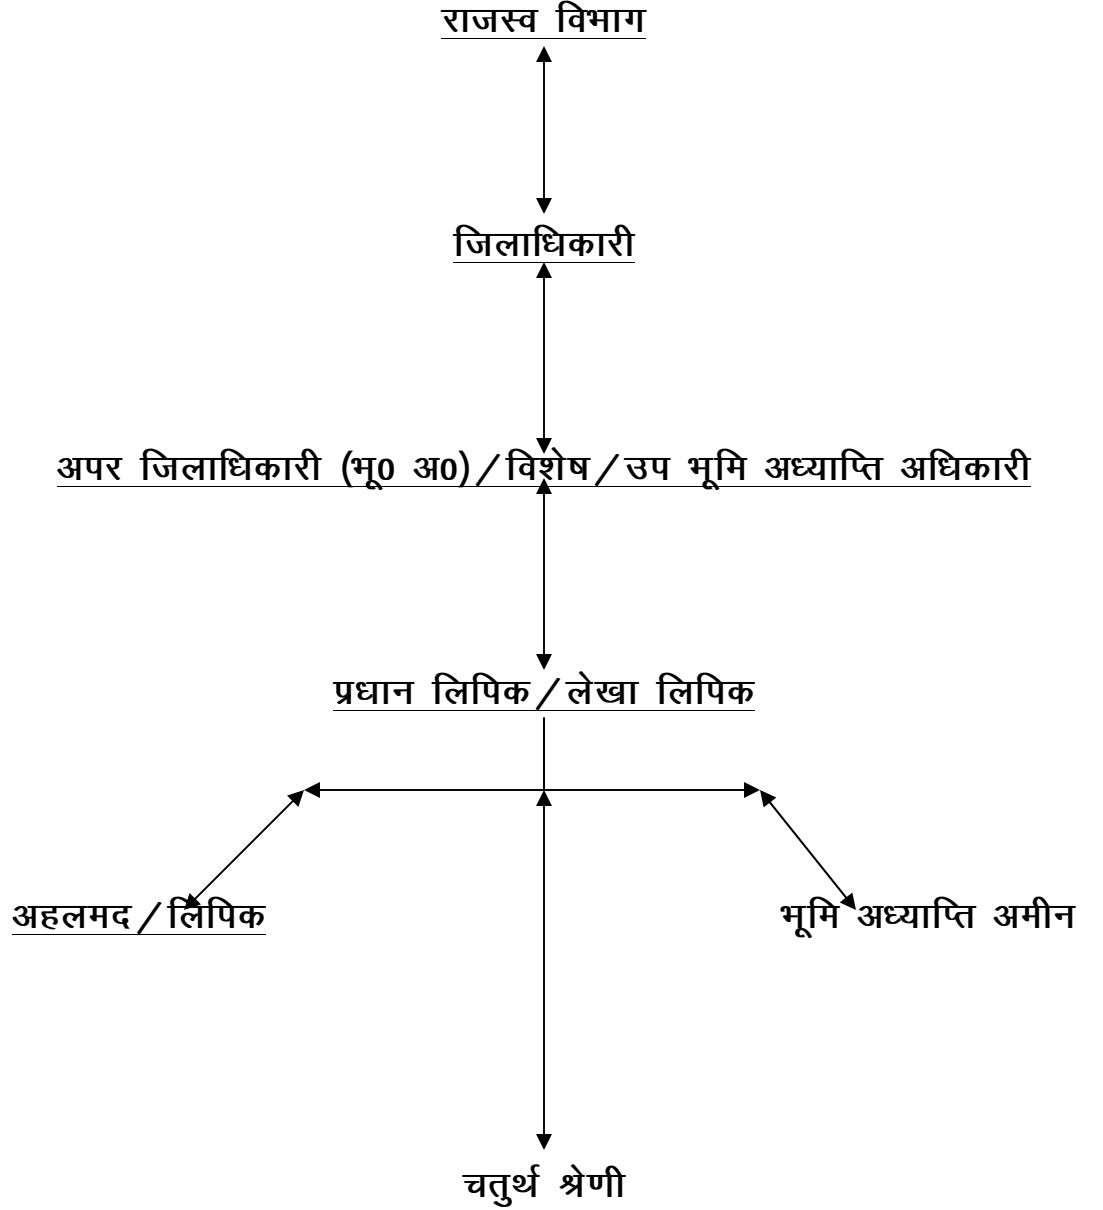 राजस्व विभाग
जिलाधिकारी
अपर जिलाधिकारी (भू0 अ0)/विशेष/उप भूमि अध्याप्ति अधिकारी
प्रधान लिपिक/लेखा लिपिक
अहलमद/लिपिक
भूमि अध्याप्ति अमीन
चतुर्थ श्रेणी